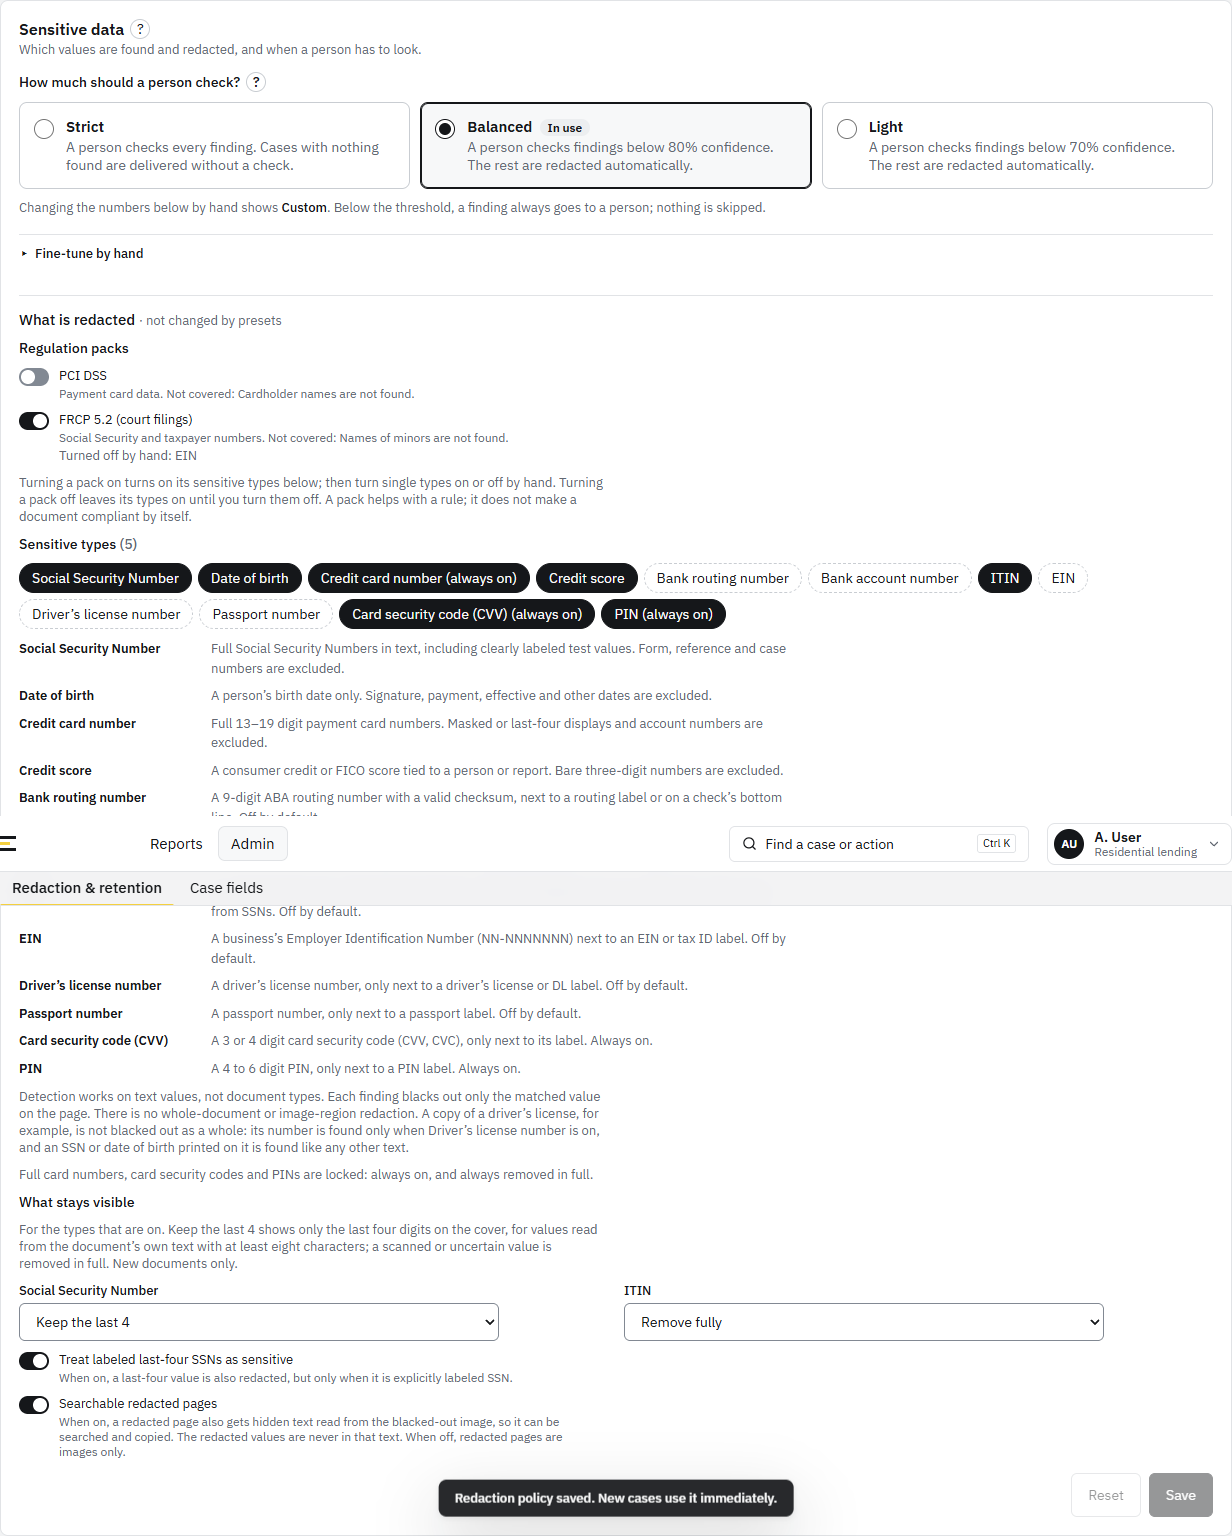 Sensitive data ?
Which values are found and redacted, and when a person has to look.
How much should a person check? ?
Strict
A person checks every finding. Cases with nothing
found are delivered without a check.
Balanced In use
A person checks findings below 80% confidence.
The rest are redacted automatically.
Light
A person checks findings below 70% confidence.
The rest are redacted automatically.
Changing the numbers below by hand shows Custom. Below the threshold, a finding always goes to a person; nothing is skipped.
Fine-tune by hand
What is redacted · not changed by presets
Regulation packs
PCI DSS
Payment card data. Not covered: Cardholder names are not found.
FRCP 5.2 (court filings)
Social Security and taxpayer numbers. Not covered: Names of minors are not found.
Turned off by hand: EIN
Turning a pack on turns on its sensitive types below; then turn single types on or off by hand. Turning
a pack off leaves its types on until you turn them off. A pack helps with a rule; it does not make a
document compliant by itself.
Sensitive types (5)
Social Security Number Date of birth Credit card number (always on) Credit score Bank routing number Bank account number ITIN EIN
Driver’s license number Passport number Card security code (CVV) (always on) PIN (always on)
Social Security Number Full Social Security Numbers in text, including clearly labeled test values. Form, reference and case
numbers are excluded.
Date of birth A person’s birth date only. Signature, payment, effective and other dates are excluded.
Credit card number Full 13–19 digit payment card numbers. Masked or last-four displays and account numbers are
excluded.
Credit score A consumer credit or FICO score tied to a person or report. Bare three-digit numbers are excluded.
Bank routing number A 9-digit ABA routing number with a valid checksum, next to a routing label or on a check’s bottom
line. Off by default.
Reports Admin Find a case or action Ctrl K AU A. User
Residential lending
Redaction & retention Case fields
from SSNs. Off by default.
EIN A business’s Employer Identification Number (NN-NNNNNNN) next to an EIN or tax ID label. Off by
default.
Driver’s license number A driver’s license number, only next to a driver’s license or DL label. Off by default.
Passport number A passport number, only next to a passport label. Off by default.
Card security code (CVV) A 3 or 4 digit card security code (CVV, CVC), only next to its label. Always on.
PIN A 4 to 6 digit PIN, only next to a PIN label. Always on.
Detection works on text values, not document types. Each finding blacks out only the matched value
on the page. There is no whole-document or image-region redaction. A copy of a driver’s license, for
example, is not blacked out as a whole: its number is found only when Driver’s license number is on,
and an SSN or date of birth printed on it is found like any other text.
Full card numbers, card security codes and PINs are locked: always on, and always removed in full.
What stays visible
For the types that are on. Keep the last 4 shows only the last four digits on the cover, for values read
from the document’s own text with at least eight characters; a scanned or uncertain value is
removed in full. New documents only.
Social Security Number ITIN
Keep the last 4 Remove fully
Treat labeled last-four SSNs as sensitive
When on, a last-four value is also redacted, but only when it is explicitly labeled SSN.
Searchable redacted pages
When on, a redacted page also gets hidden text read from the blacked-out image, so it can be
searched and copied. The redacted values are never in that text. When off, redacted pages are
images only.
Redaction policy saved. New cases use it immediately.
Reset Save